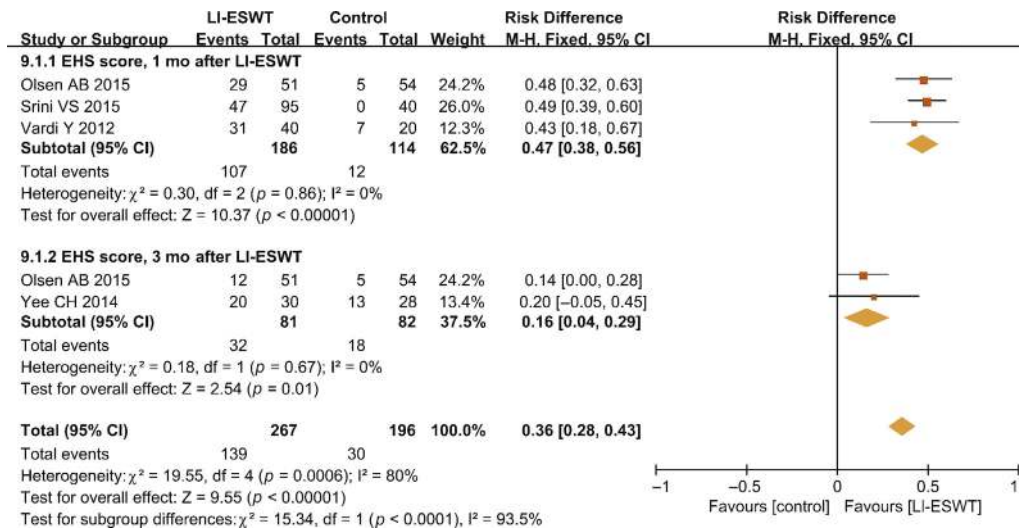 LI-ESWT Control Risk Difference Risk Difference
Study or Subgroup Events Total Events Total Weight M-H, Fixed, 95% CI M-H, Fixed, 95% CI
9.1.1 EHS score, 1 mo after LI-ESWT
Olsen AB 2015 29 51 5 54 24.2% 0.48 [0.32, 0.63]
Srini VS 2015 47 95 0 40 26.0% 0.49 [0.39, 0.60]
Vardi Y 2012 31 40 7 20 12.3% 0.43 [0.18, 0.67]
Subtotal (95% CI) 186 114 62.5% 0.47 [0.38, 0.56]
Total events 107 12
Heterogeneity: χ² = 0.30, df = 2 (p = 0.86); I² = 0%
Test for overall effect: Z = 10.37 (p < 0.00001)
9.1.2 EHS score, 3 mo after LI-ESWT
Olsen AB 2015 12 51 5 54 24.2% 0.14 [0.00, 0.28]
Yee CH 2014 20 30 13 28 13.4% 0.20 [−0.05, 0.45]
Subtotal (95% CI) 81 82 37.5% 0.16 [0.04, 0.29]
Total events 32 18
Heterogeneity: χ² = 0.18, df = 1 (p = 0.67); I² = 0%
Test for overall effect: Z = 2.54 (p = 0.01)
Total (95% CI) 267 196 100.0% 0.36 [0.28, 0.43]
Total events 139 30
Heterogeneity: χ² = 19.55, df = 4 (p = 0.0006); I² = 80%
Test for overall effect: Z = 9.55 (p < 0.00001)
Test for subgroup differences: χ² = 15.34, df = 1 (p < 0.0001), I² = 93.5%
−1 −0.5 0 0.5 1
Favours [control] Favours [LI-ESWT]